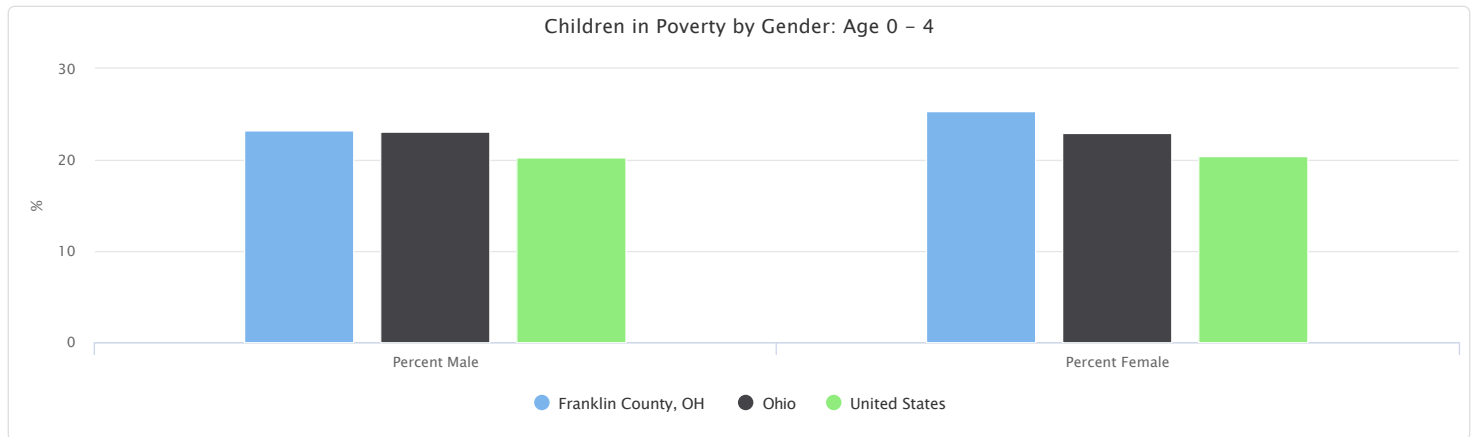 Children in Poverty by Gender: Age 0 – 4
30
20
10
0
%
Percent Male
Percent Female
Franklin County, OH
Ohio
United States